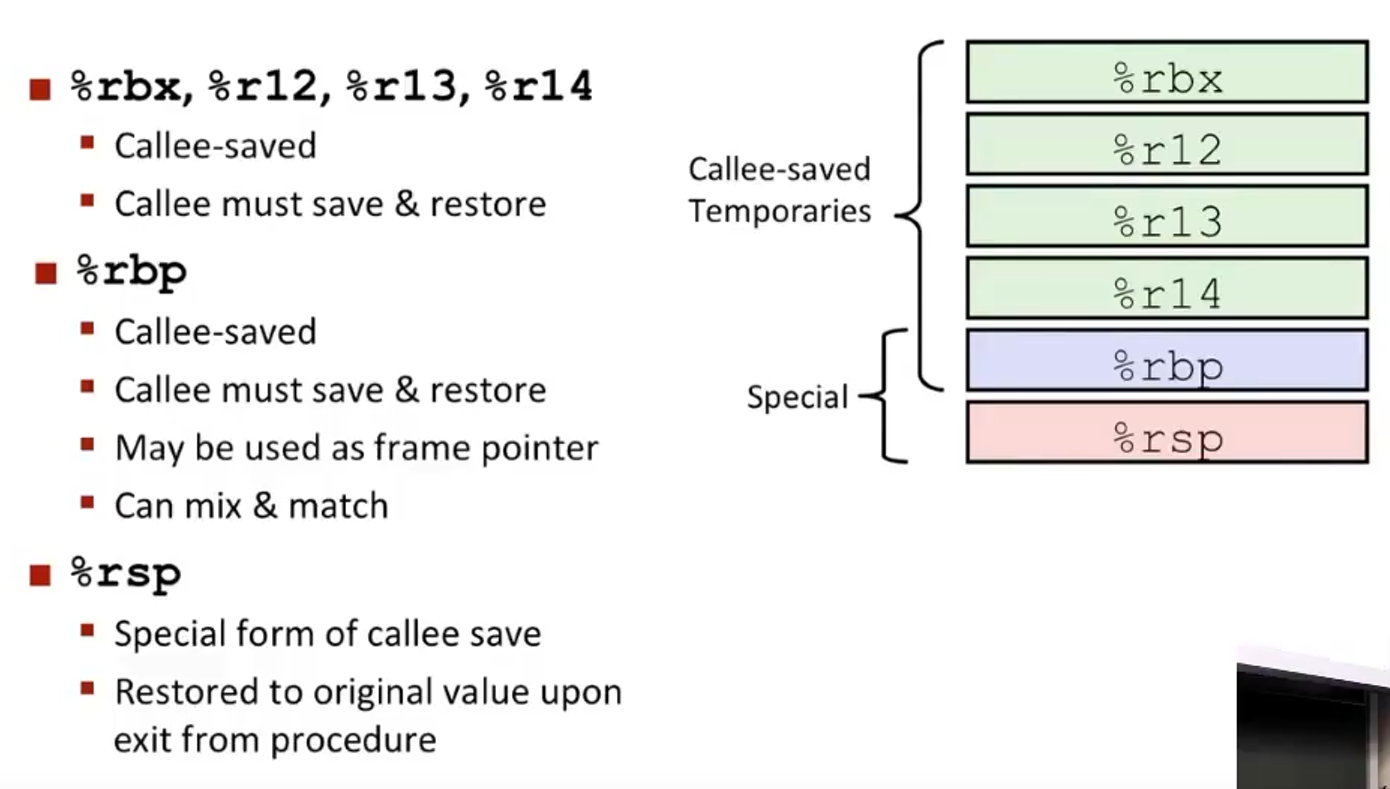 %rbx, %r12, %r13, %r14
Callee-saved
Callee must save & restore
%rbp
Callee-saved
Callee must save & restore
May be used as frame pointer
Can mix & match
%rsp
Special form of callee save
Restored to original value upon
exit from procedure
Callee-saved
Temporaries
Special
%rbx
%r12
%r13
%r14
%rbp
%rsp